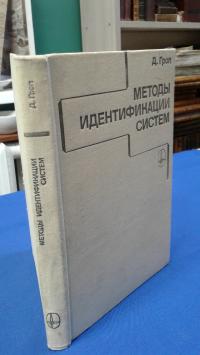 Д. Гроп
МЕТОДЫ
ИДЕНТИФИКАЦИИ
СИСТЕМ
Д. Гроп
МЕТОДЫ ИДЕНТИФИКАЦИИ
СИСТЕМ